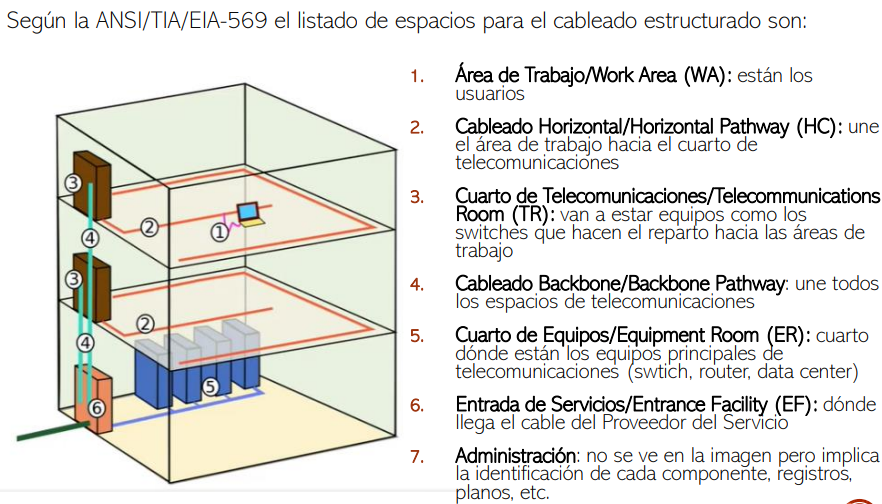 Según la ANSI/TIA/EIA-569 el listado de espacios para el cableado estructurado son:
1. Área de Trabajo/Work Area (WA): están los
usuarios
2. Cableado Horizontal/Horizontal Pathway (HC): une
el área de trabajo hacia el cuarto de
telecomunicaciones
3. Cuarto de Telecomunicaciones/Telecommunications
Room (TR): van a estar equipos como los
switches que hacen el reparto hacia las áreas de
trabajo
4. Cableado Backbone/Backbone Pathway: une todos
los espacios de telecomunicaciones
5. Cuarto de Equipos/Equipment Room (ER): cuarto
dónde están los equipos principales de
telecomunicaciones (swtich, router, data center)
6. Entrada de Servicios/Entrance Facility (EF): dónde
llega el cable del Proveedor del Servicio
7. Administración: no se ve en la imagen pero implica
la identificación de cada componente, registros,
planos, etc.
3
2
1
4
3
2
4
5
6